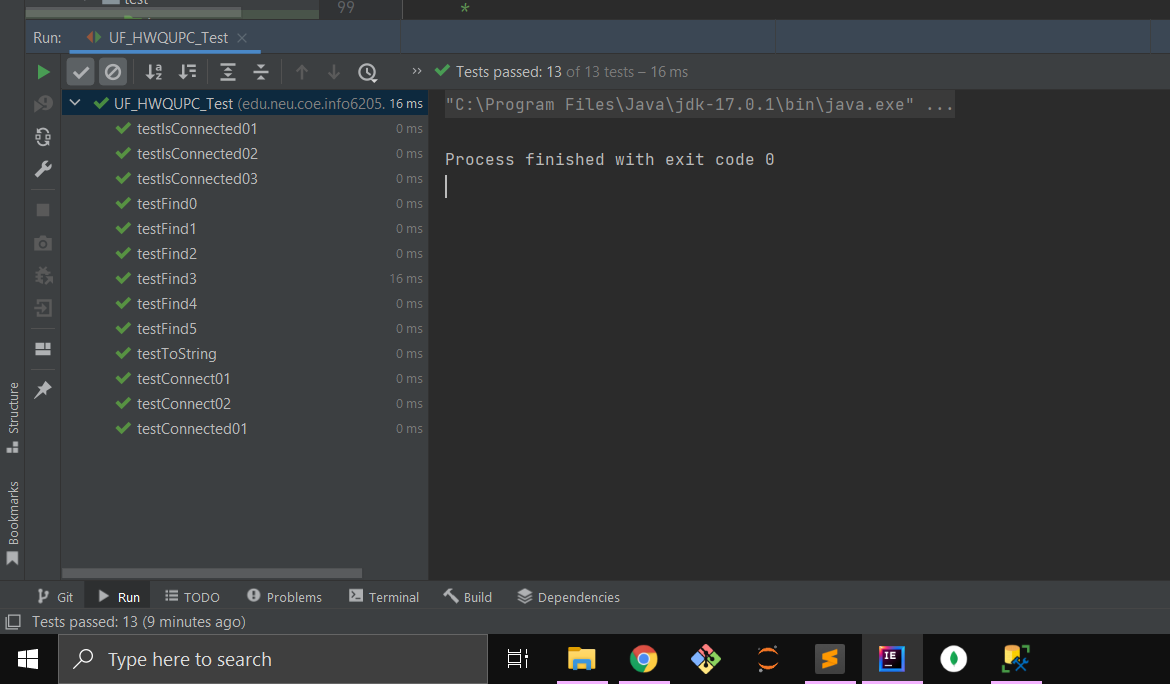 99
*
Run: UF_HWQUPC_Test
Tests passed: 13 of 13 tests – 16 ms
UF_HWQUPC_Test (edu.neu.coe.info6205. 16 ms
testIsConnected01 0 ms
testIsConnected02 0 ms
testIsConnected03 0 ms
testFind0 0 ms
testFind1 0 ms
testFind2 0 ms
testFind3 16 ms
testFind4 0 ms
testFind5 0 ms
testToString 0 ms
testConnect01 0 ms
testConnect02 0 ms
testConnected01 0 ms
"C:\Program Files\Java\jdk-17.0.1\bin\java.exe" ...
Process finished with exit code 0
Structure
Bookmarks
Git Run TODO Problems Terminal Build Dependencies
Tests passed: 13 (9 minutes ago)
Type here to search